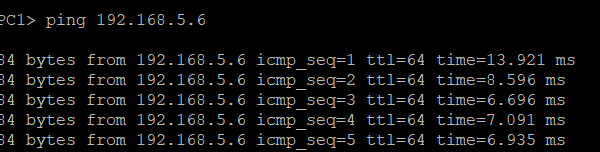 PC1> ping 192.168.5.6
84 bytes from 192.168.5.6 icmp_seq=1 ttl=64 time=13.921 ms
84 bytes from 192.168.5.6 icmp_seq=2 ttl=64 time=8.596 ms
84 bytes from 192.168.5.6 icmp_seq=3 ttl=64 time=6.696 ms
84 bytes from 192.168.5.6 icmp_seq=4 ttl=64 time=7.091 ms
84 bytes from 192.168.5.6 icmp_seq=5 ttl=64 time=6.935 ms